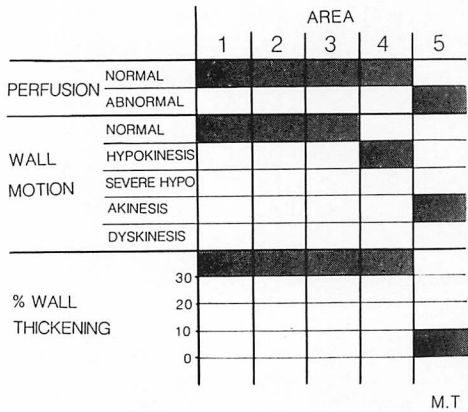 AREA
1 2 3 4 5
PERFUSION
NORMAL
ABNORMAL
WALL
MOTION
NORMAL
HYPOKINESIS
SEVERE HYPO
AKINESIS
DYSKINESIS
% WALL
THICKENING
30
20
10
0
M.T